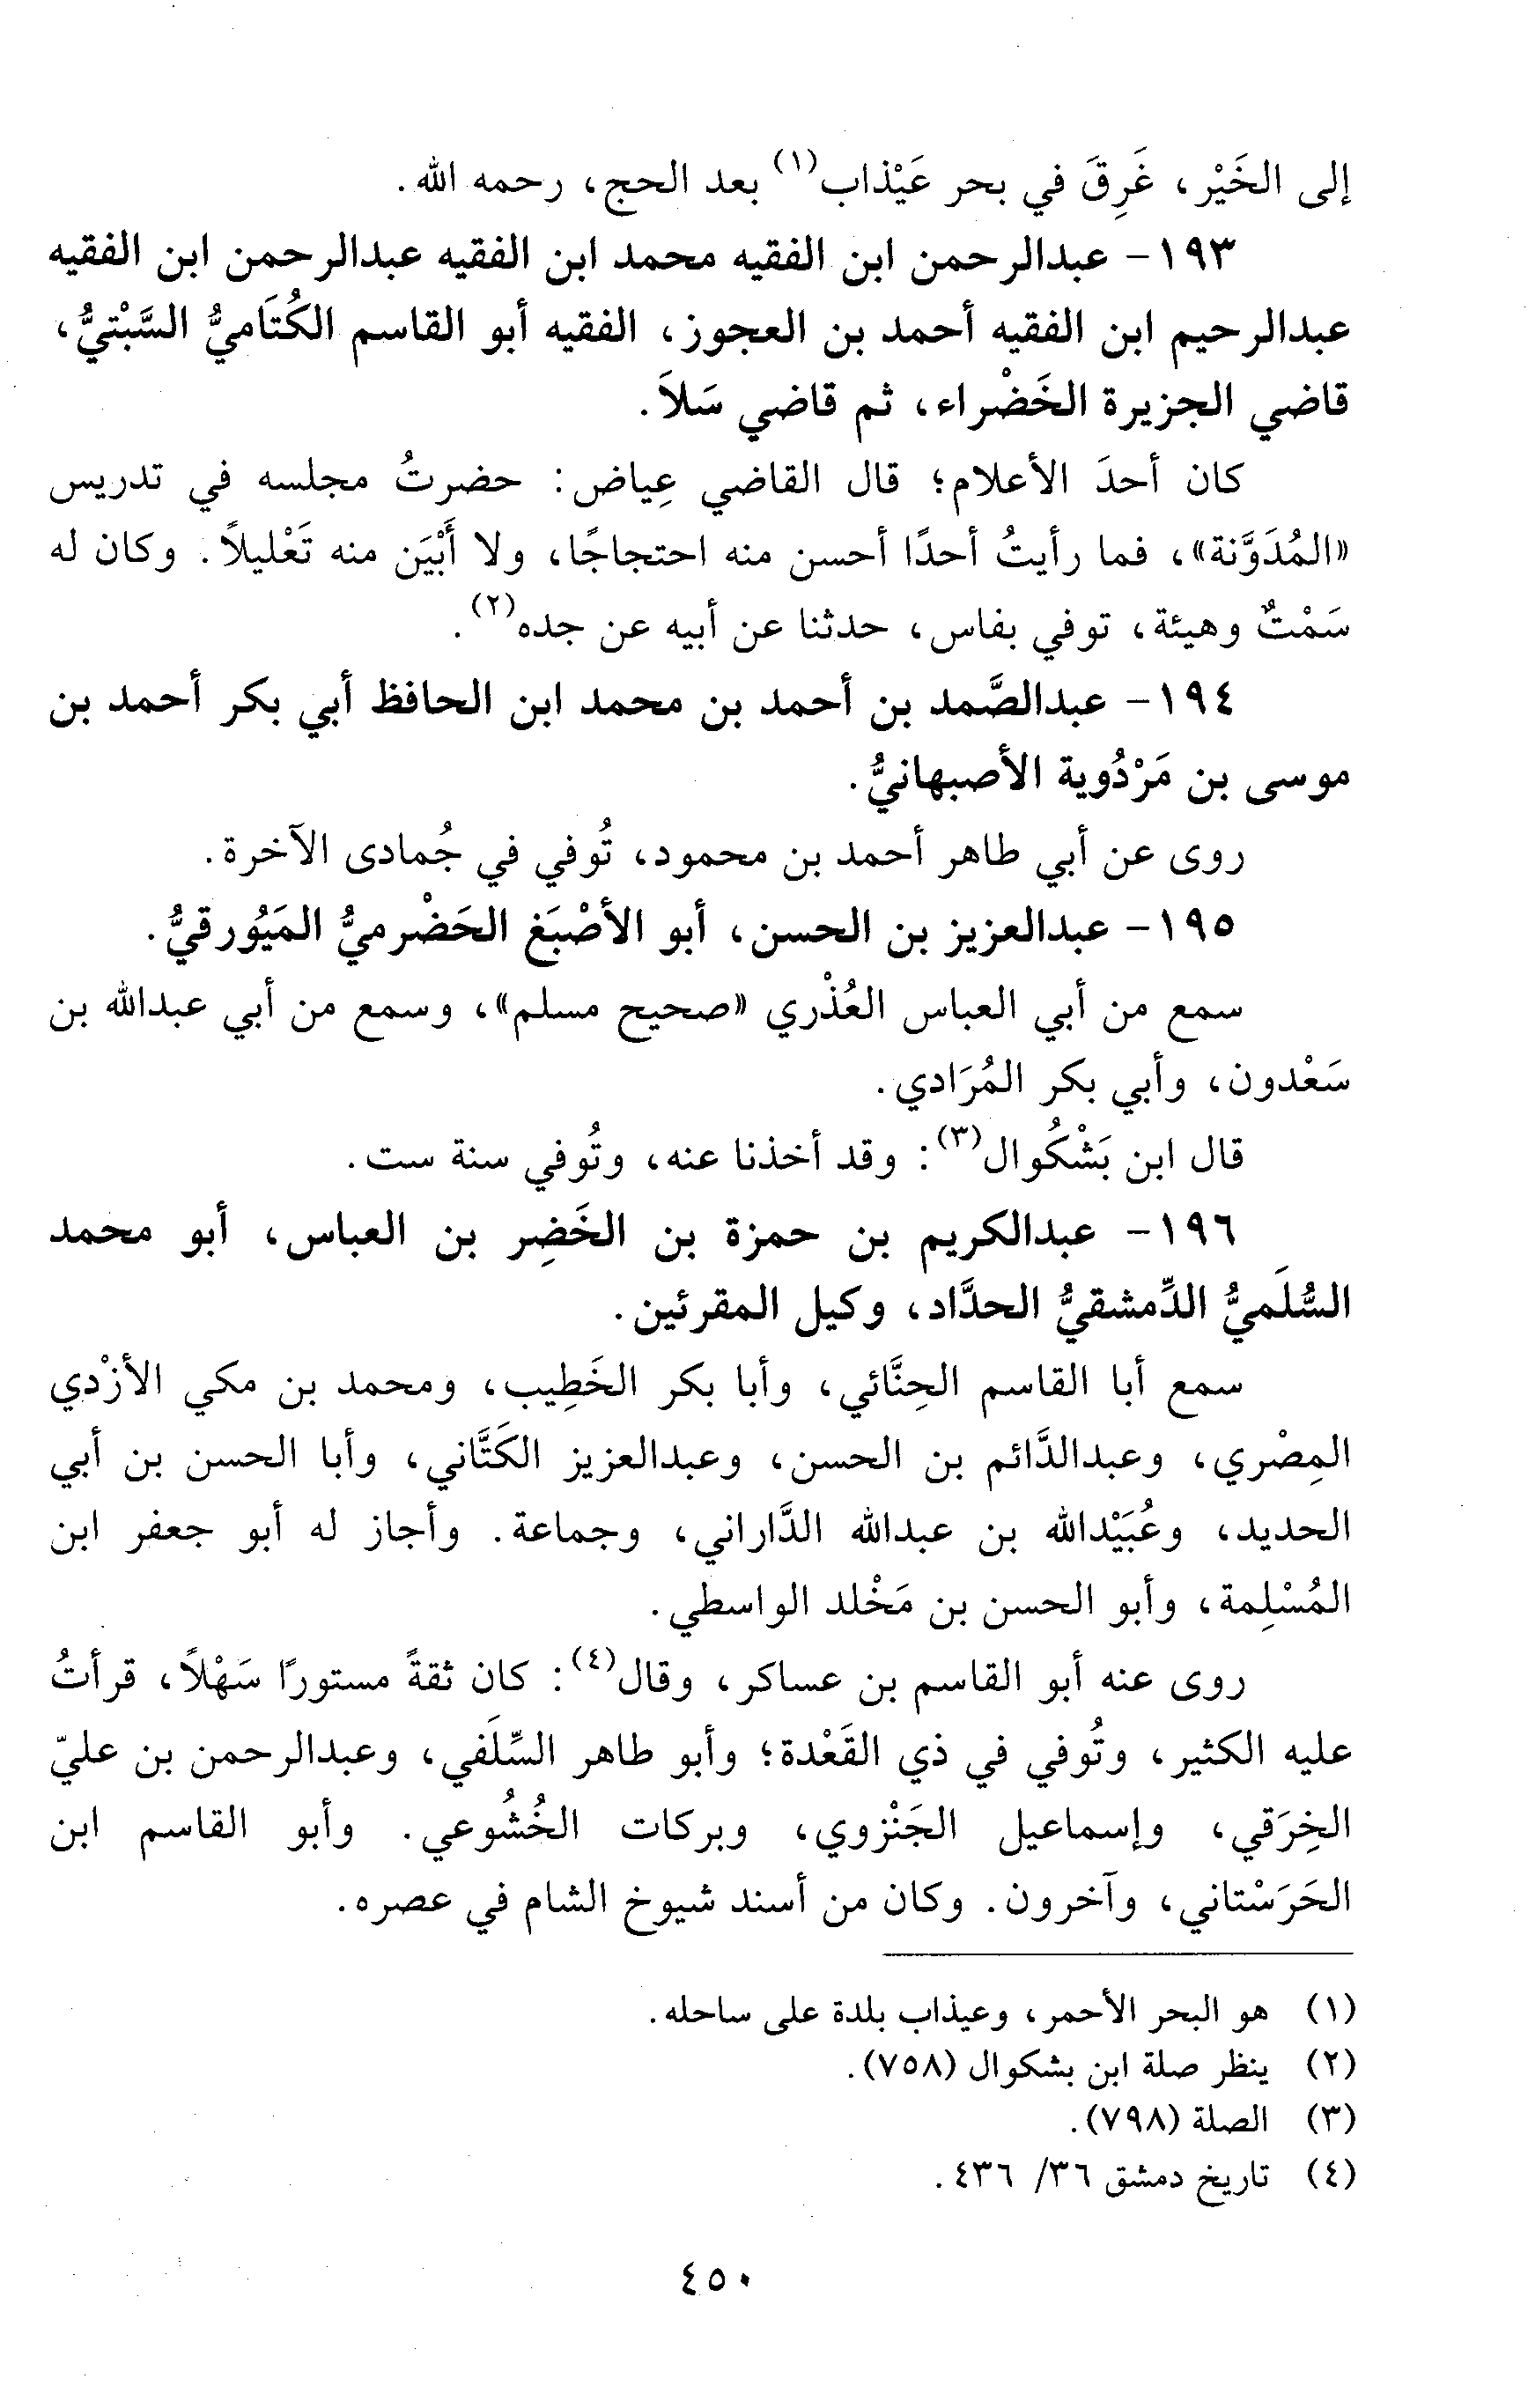 إلى الخَيْر، غَرِقَ في بحر عَيْذاب(١) بعد الحج، رحمه الله.
١٩٣- عبدالرحمن ابن الفقيه محمد ابن الفقيه عبدالرحمن ابن الفقيه
عبدالرحيم ابن الفقيه أحمد بن العجوز، الفقيه أبو القاسم الكُتَاميُّ السَّبْتيُّ،
قاضي الجزيرة الخَضْراء، ثم قاضي سَلاَ.
كان أحدَ الأعلام؛ قال القاضي عِياض: حضرتُ مجلسه في تدريس
«المُدَوَّنة»، فما رأيتُ أحدًا أحسن منه احتجاجًا، ولا أَبْيَن منه تَعْليلاً. وكان له
سَمْتٌ وهيئة، توفي بفاس، حدثنا عن أبيه عن جده(٢).
١٩٤- عبدالصَّمد بن أحمد بن محمد ابن الحافظ أبي بكر أحمد بن
موسى بن مَرْدُوية الأصبهانيُّ.
روى عن أبي طاهر أحمد بن محمود، تُوفي في جُمادى الآخرة.
١٩٥- عبدالعزيز بن الحسن، أبو الأصْبَغ الحَضْرميُّ المَيُورقيُّ.
سمع من أبي العباس العُذْري «صحيح مسلم»، وسمع من أبي عبدالله بن
سَعْدون، وأبي بكر المُرَادي.
قال ابن بَشْكُوال(٣): وقد أخذنا عنه، وتُوفي سنة ست.
١٩٦- عبدالكريم بن حمزة بن الخَضِر بن العباس، أبو محمد
السُّلَميُّ الدِّمشقيُّ الحدَّاد، وكيل المقرئين.
سمع أبا القاسم الحِنَّائي، وأبا بكر الخَطِيب، ومحمد بن مكي الأزْدي
المِصْري، وعبدالدَّائم بن الحسن، وعبدالعزيز الكَتَّاني، وأبا الحسن بن أبي
الحديد، وعُبَيْدالله بن عبدالله الدَّاراني، وجماعة. وأجاز له أبو جعفر ابن
المُسْلِمة، وأبو الحسن بن مَخْلد الواسطي.
روى عنه أبو القاسم بن عساكر، وقال(٤): كان ثقةً مستورًا سَهْلاً، قرأتُ
عليه الكثير، وتُوفي في ذي القَعْدة؛ وأبو طاهر السِّلَفي، وعبدالرحمن بن عليّ
الخِرَقي، وإسماعيل الجَنْزوي، وبركات الخُشُوعي. وأبو القاسم ابن
الحَرَسْتاني، وآخرون. وكان من أسند شيوخ الشام في عصره.
(١) هو البحر الأحمر، وعيذاب بلدة على ساحله.
(٢) ينظر صلة ابن بشكوال (٧٥٨).
(٣) الصلة (٧٩٨).
(٤) تاريخ دمشق ٣٦/ ٤٣٦.
٤٥٠